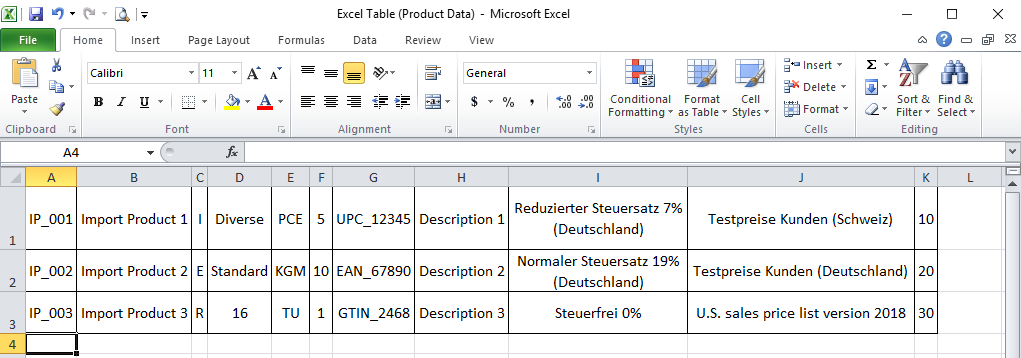 Excel Table (Product Data) - Microsoft Excel
File Home Insert Page Layout Formulas Data Review View
Paste
Calibri 11 A A
B I U A
General
$ % , .00 .0 .00
Conditional Formatting
Format as Table
Cell Styles
Insert
Delete
Format
Σ
Sort & Filter
Find & Select
Clipboard Font Alignment Number Styles Cells Editing
A4 fx
A B C D E F G H I J K L
1 IP_001 Import Product 1 I Diverse PCE 5 UPC_12345 Description 1 Reduzierter Steuersatz 7% (Deutschland) Testpreise Kunden (Schweiz) 10
2 IP_002 Import Product 2 E Standard KGM 10 EAN_67890 Description 2 Normaler Steuersatz 19% (Deutschland) Testpreise Kunden (Deutschland) 20
3 IP_003 Import Product 3 R 16 TU 1 GTIN_2468 Description 3 Steuerfrei 0% U.S. sales price list version 2018 30
4